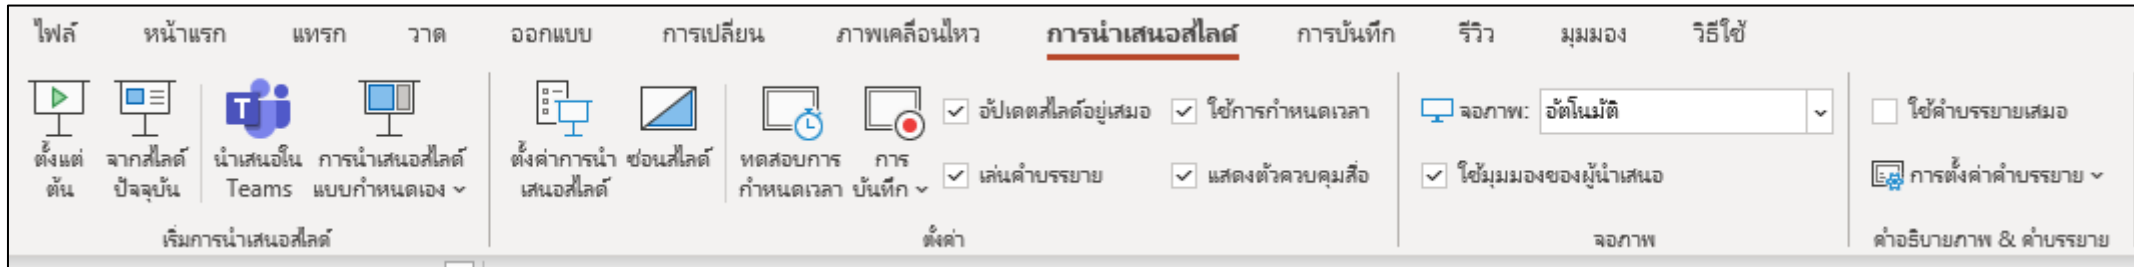 ไฟล์ หน้าแรก แทรก วาด ออกแบบ การเปลี่ยน ภาพเคลื่อนไหว การนำเสนอสไลด์ การบันทึก รีวิว มุมมอง วิธีใช้
ตั้งแต่
ต้น
จากสไลด์
ปัจจุบัน
นำเสนอใน
Teams
การนำเสนอสไลด์
แบบกำหนดเอง
เริ่มการนำเสนอสไลด์
ตั้งค่าการนำ
เสนอสไลด์
ซ่อนสไลด์
ทดสอบการ
กำหนดเวลา
การ
บันทึก
อัปเดตสไลด์อยู่เสมอ
เล่นคำบรรยาย
ใช้การกำหนดเวลา
แสดงตัวควบคุมสื่อ
ตั้งค่า
จอภาพ: อัตโนมัติ
ใช้มุมมองของผู้นำเสนอ
จอภาพ
ใช้คำบรรยายเสมอ
การตั้งค่าคำบรรยาย
คำอธิบายภาพ & คำบรรยาย